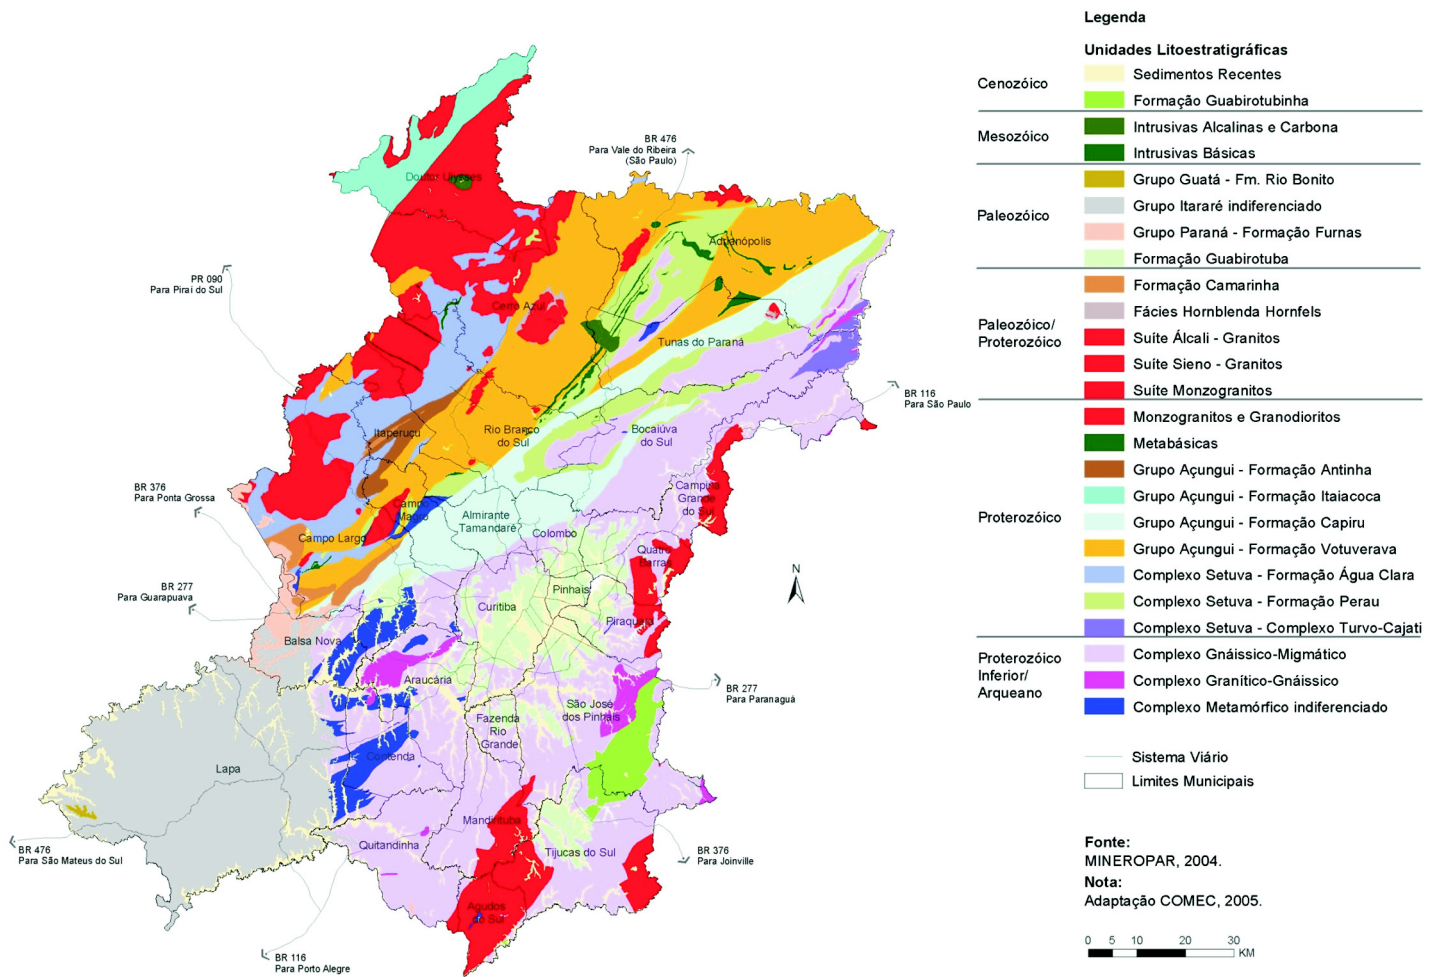 BR 476
Para Vale do Ribeira
(São Paulo)
Doutor Ulysses
Adrianópolis
PR 090
Para Piraí do Sul
Cerro Azul
Tunas do Paraná
BR 116
Para São Paulo
Itaperuçu
Rio Branco
do Sul
Bocaiúva
do Sul
BR 376
Para Ponta Grossa
Campina
Grande
do Sul
Campo
Magro
Almirante
Tamandaré
Campo Largo
Colombo
Quatro
Barras
N
BR 277
Para Guarapuava
Pinhais
Curitiba
Piraquara
Balsa Nova
Araucária
BR 277
Para Paranaguá
São José
dos Pinhais
Fazenda
Rio
Grande
Contenda
Lapa
Mandirituba
Quitandinha
Tijucas do Sul
BR 476
Para São Mateus do Sul
BR 376
Para Joinville
Agudos
do Sul
BR 116
Para Porto Alegre
Legenda
Unidades Litoestratigráficas
Cenozóico
Sedimentos Recentes
Formação Guabirotubinha
Mesozóico
Intrusivas Alcalinas e Carbona
Intrusivas Básicas
Paleozóico
Grupo Guatá - Fm. Rio Bonito
Grupo Itararé indiferenciado
Grupo Paraná - Formação Furnas
Formação Guabirotuba
Paleozóico/
Proterozóico
Formação Camarinha
Fácies Hornblenda Hornfels
Suíte Álcali - Granitos
Suíte Sieno - Granitos
Suíte Monzogranitos
Proterozóico
Monzogranitos e Granodioritos
Metabásicas
Grupo Açungui - Formação Antinha
Grupo Açungui - Formação Itaiacoca
Grupo Açungui - Formação Capiru
Grupo Açungui - Formação Votuverava
Complexo Setuva - Formação Água Clara
Complexo Setuva - Formação Perau
Complexo Setuva - Complexo Turvo-Cajati
Proterozóico
Inferior/
Arqueano
Complexo Gnáissico-Migmático
Complexo Granítico-Gnáissico
Complexo Metamórfico indiferenciado
Sistema Viário
Limites Municipais
Fonte:
MINEROPAR, 2004.
Nota:
Adaptação COMEC, 2005.
0 5 10 20 30
KM